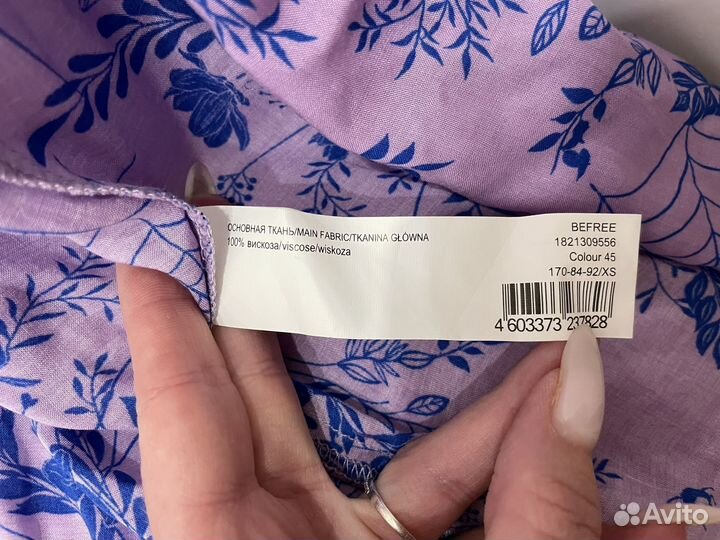 ОСНОВНАЯ ТКАНЬ/MAIN FABRIC/TKANINA GŁÓWNA
100% вискоза/viscose/wiskoza
BEFREE
1821309556
Colour 45
170-84-92/XS
4 603373 237828
Avito